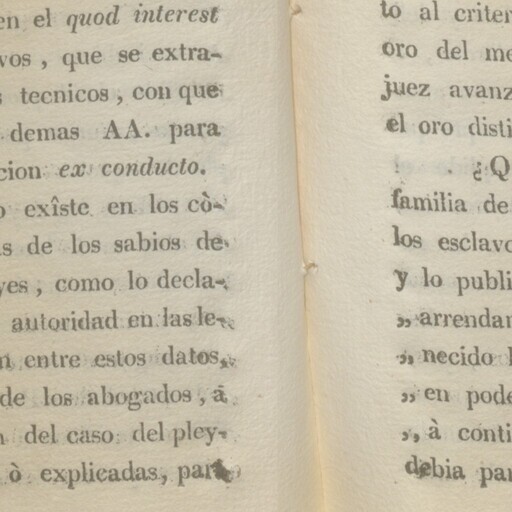 en el quod interest
vos, que se extra-
tecnicos, con que
demas AA. para
cion ex conducto.
exîste en los cò-
s de los sabios de
yes, como lo decla-
autoridad en las le-
n entre estos datos,
de los abogados, à
del caso del pley-
ò explicadas, para
to al criter
oro del me
juez avanz
el oro disti
¿Q
familia de
los esclavo
y lo publi
„arrendar
„necido
„en pode
„à conti
debia par